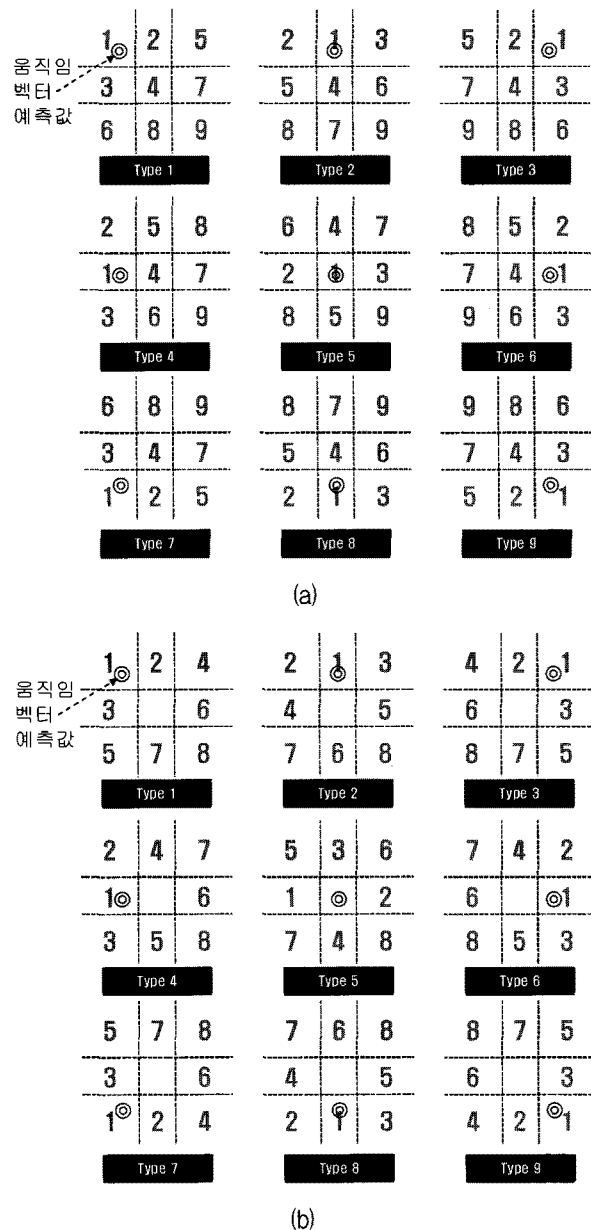 1 2 5 2 1 3 5 2 1
움직임
벡터
예측값
3 4 7 5 4 6 7 4 3
6 8 9 8 7 9 9 8 6
Type 1 Type 2 Type 3
2 5 8 6 4 7 8 5 2
1 4 7 2 1 3 7 4 1
3 6 9 8 5 9 9 6 3
Type 4 Type 5 Type 6
6 8 9 8 7 9 9 8 6
3 4 7 5 4 6 7 4 3
1 2 5 2 1 3 5 2 1
Type 7 Type 8 Type 9
(a)
1 2 4 2 1 3 4 2 1
움직임
벡터
예측값
3 6 4 5 6 3
5 7 8 7 6 8 8 7 5
Type 1 Type 2 Type 3
2 4 7 5 3 6 7 4 2
1 6 1 2 6 1
3 5 8 7 4 8 8 5 3
Type 4 Type 5 Type 6
5 7 8 7 6 8 8 7 5
3 6 4 5 6 3
1 2 4 2 1 3 4 2 1
Type 7 Type 8 Type 9
(b)